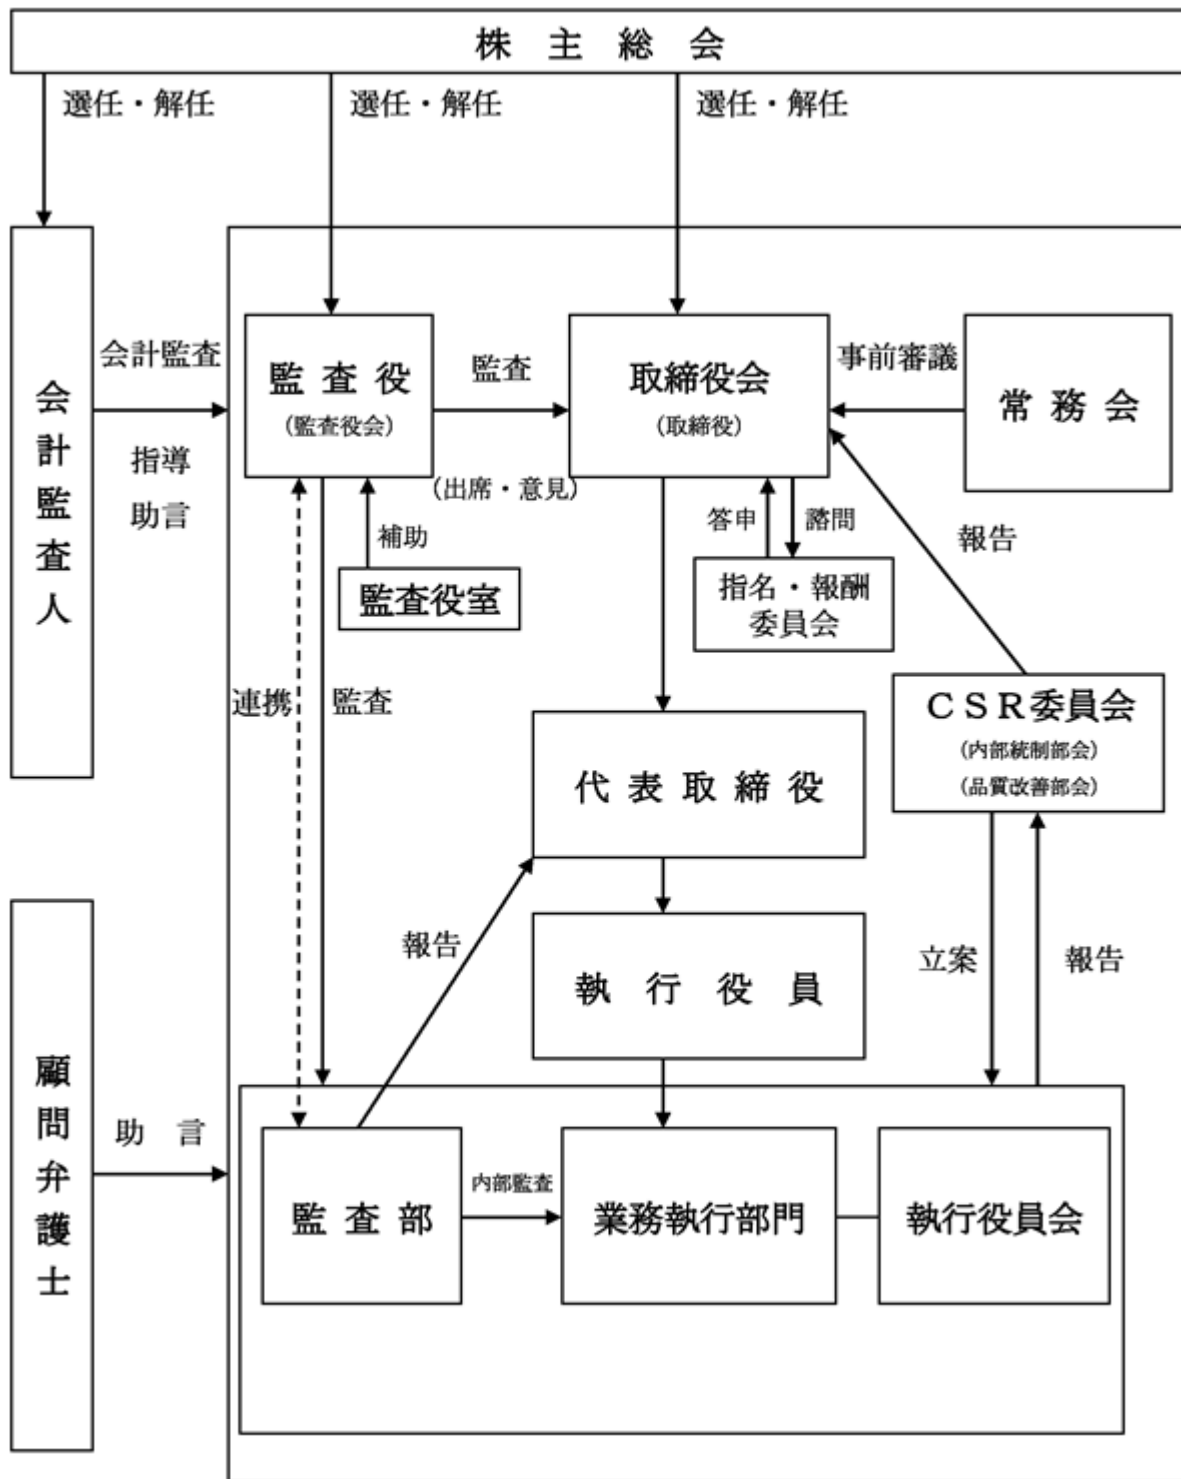 株主総会
選任・解任
選任・解任
選任・解任
会計監査人
会計監査
指導
助言
監査役
(監査役会)
監査
(出席・意見)
取締役会
(取締役)
事前審議
常務会
補助
監査役室
答申
諮問
指名・報酬
委員会
報告
連携
監査
CSR委員会
(内部統制部会)
(品質改善部会)
代表取締役
報告
執行役員
立案
報告
顧問弁護士
助言
監査部
内部監査
業務執行部門
執行役員会